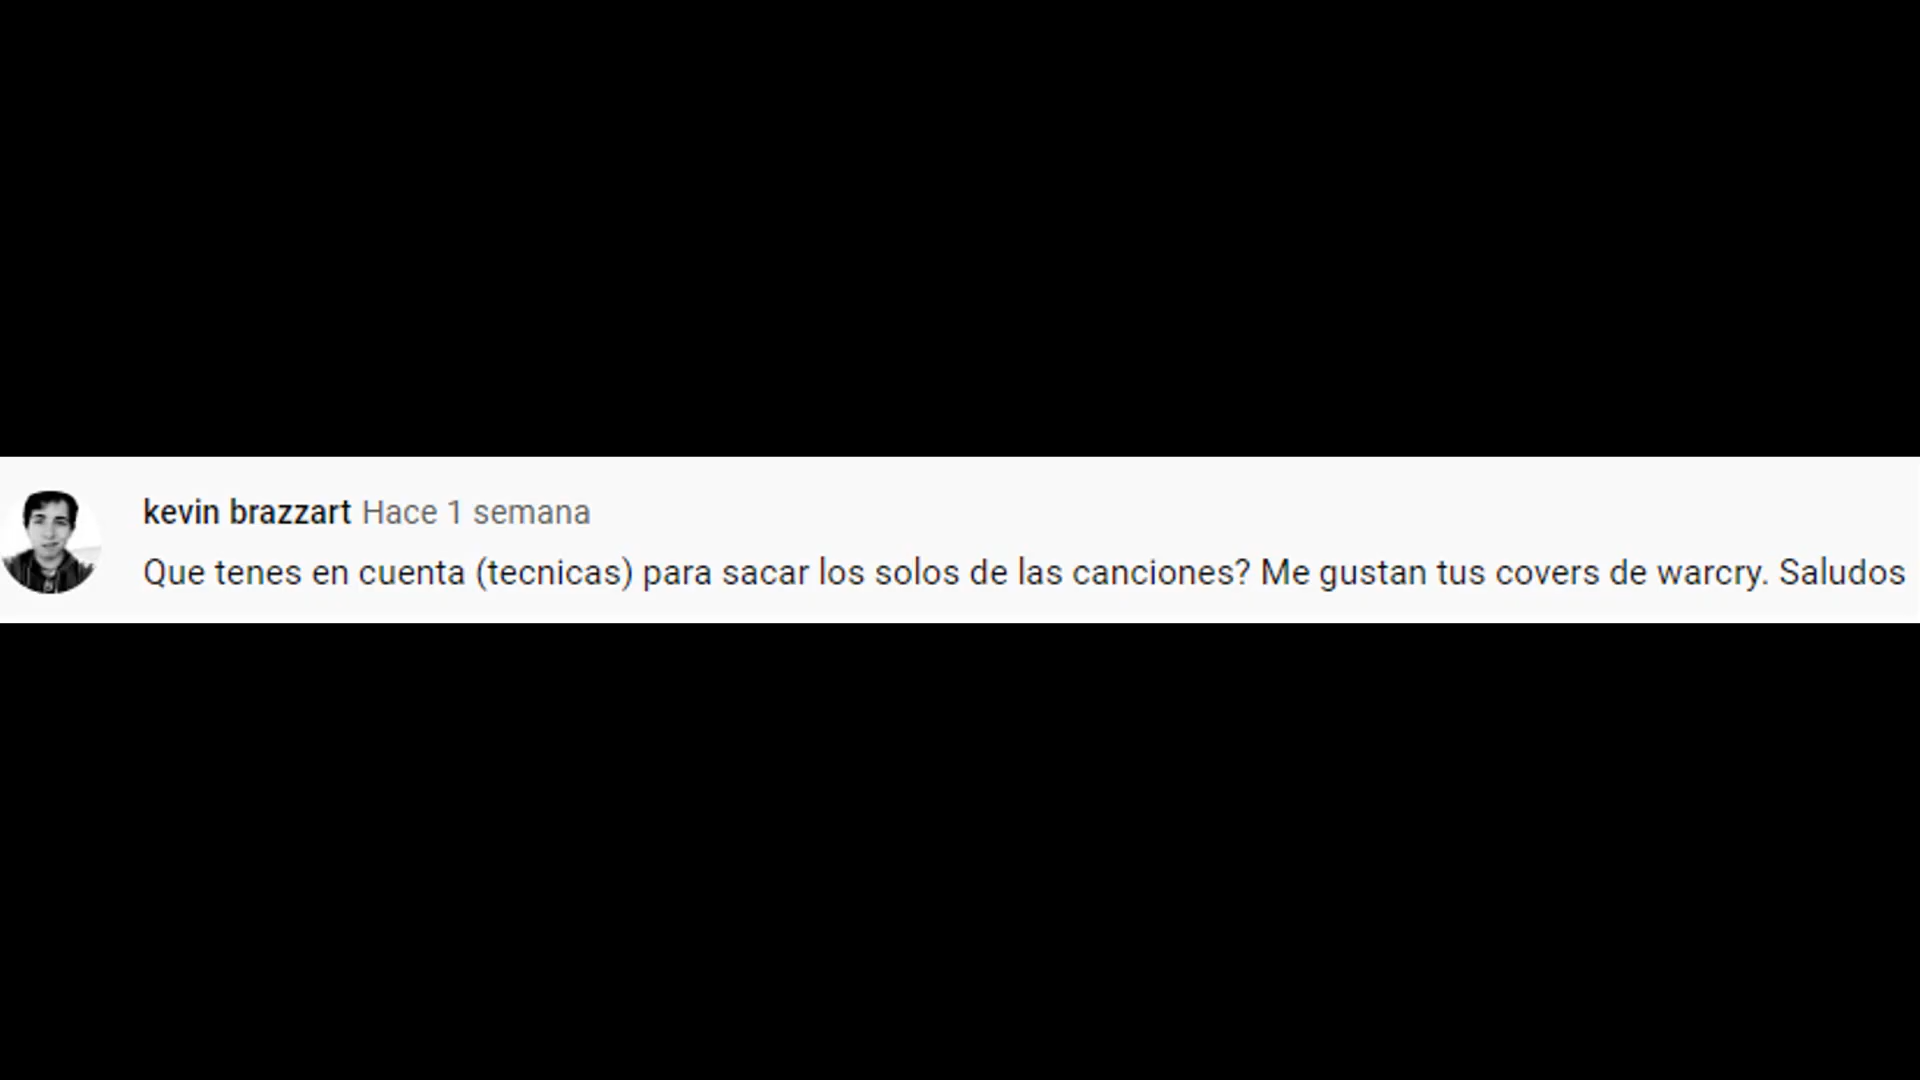 kevin brazzart Hace 1 semana
Que tenes en cuenta (tecnicas) para sacar los solos de las canciones? Me gustan tus covers de warcry. Saludos